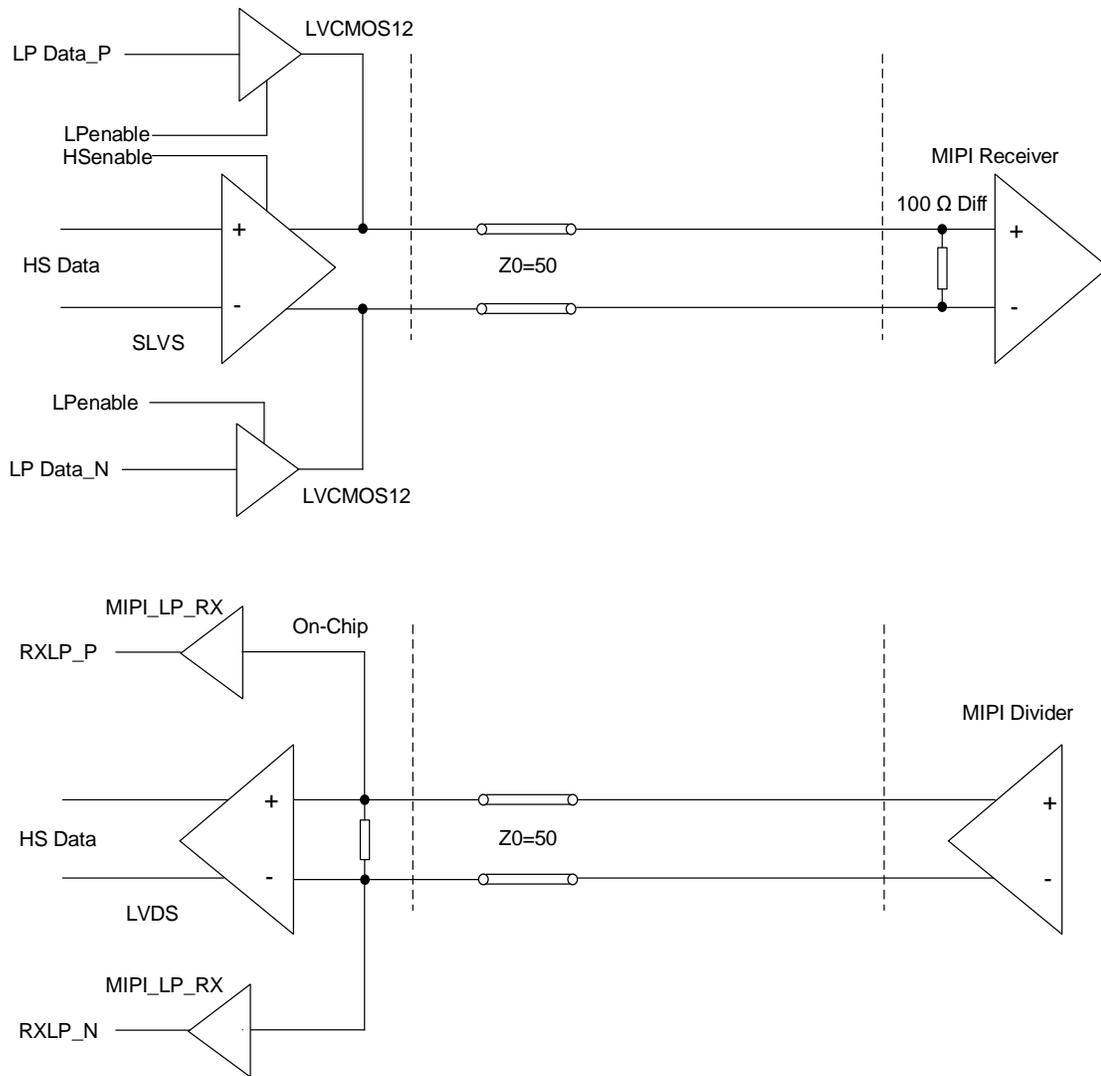 LVCMOS12
LP Data_P
LPenable
HSenable
MIPI Receiver
100 Ω Diff
+
+
HS Data
Z0=50
-
-
SLVS
LPenable
LP Data_N
LVCMOS12
MIPI_LP_RX
On-Chip
RXLP_P
MIPI Divider
+
+
HS Data
Z0=50
-
-
LVDS
MIPI_LP_RX
RXLP_N